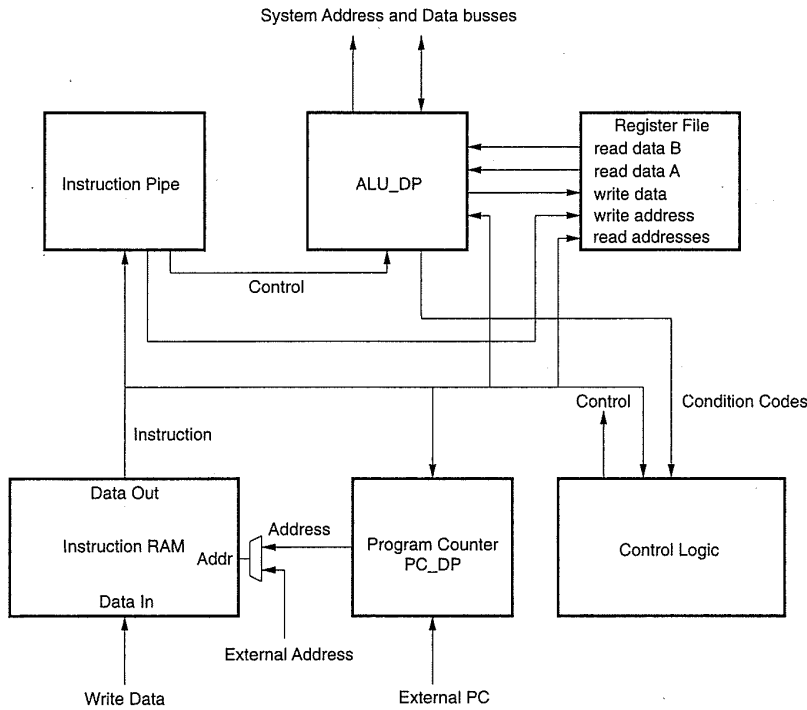 System Address and Data busses
Instruction Pipe
ALU_DP
Register File
read data B
read data A
write data
write address
read addresses
Control
Instruction
Control
Condition Codes
Data Out
Instruction RAM
Addr
Data In
Address
Program Counter
PC_DP
Control Logic
External Address
Write Data
External PC